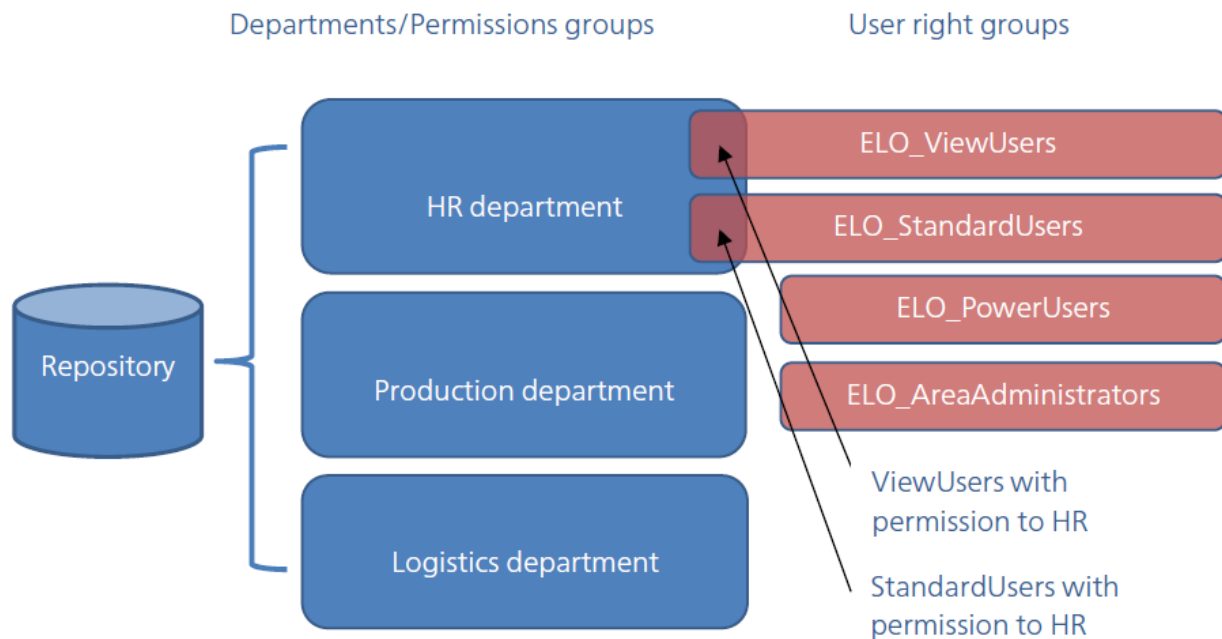 Departments/Permissions groups
User right groups
HR department
ELO_ViewUsers
ELO_StandardUsers
ELO_PowerUsers
Repository
Production department
ELO_AreaAdministrators
ViewUsers with
permission to HR
Logistics department
StandardUsers with
permission to HR